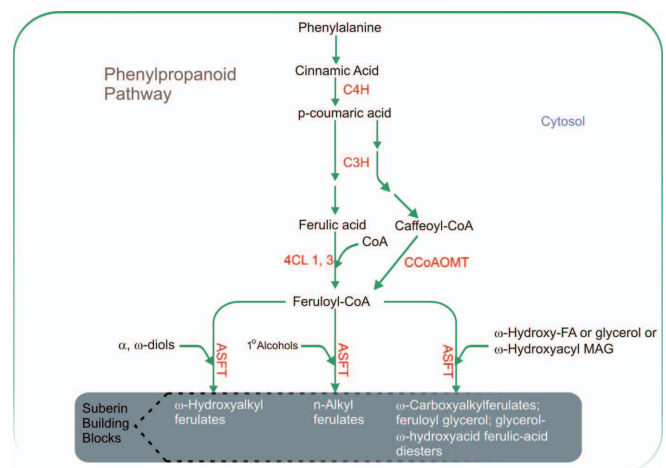 Phenylalanine
Phenylpropanoid
Pathway
Cinnamic Acid
C4H
p-coumaric acid
Cytosol
C3H
Ferulic acid
Caffeoyl-CoA
CoA
4CL 1, 3
CCoAOMT
Feruloyl-CoA
α, ω-diols
ASFT
1° Alcohols
ASFT
ASFT
ω-Hydroxy-FA or glycerol or
ω-Hydroxyacyl MAG
Suberin
Building
Blocks
ω-Hydroxyalkyl
ferulates
n-Alkyl
ferulates
ω-Carboxyalkylferulates;
feruloyl glycerol; glycerol-
ω-hydroxyacid ferulic-acid
diesters